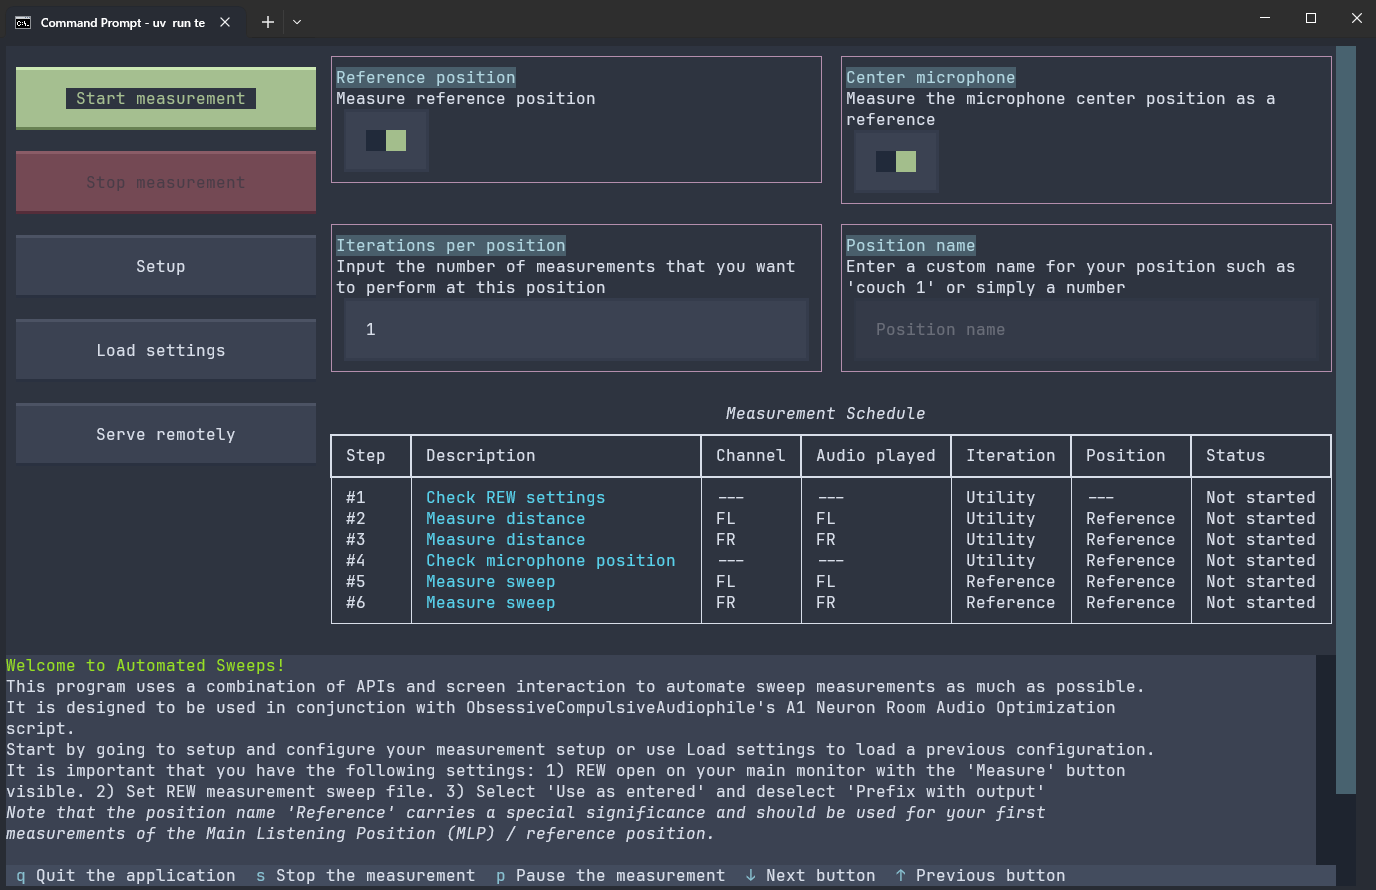 Command Prompt - uv run te
Start measurement
Stop measurement
Setup
Load settings
Serve remotely
Reference position
Measure reference position
Center microphone
Measure the microphone center position as a
reference
Iterations per position
Input the number of measurements that you want
to perform at this position
1
Position name
Enter a custom name for your position such as
'couch 1' or simply a number
Position name
Measurement Schedule
Step Description Channel Audio played Iteration Position Status
#1 Check REW settings --- --- Utility --- Not started
#2 Measure distance FL FL Utility Reference Not started
#3 Measure distance FR FR Utility Reference Not started
#4 Check microphone position --- --- Utility Reference Not started
#5 Measure sweep FL FL Reference Reference Not started
#6 Measure sweep FR FR Reference Reference Not started
Welcome to Automated Sweeps!
This program uses a combination of APIs and screen interaction to automate sweep measurements as much as possible.
It is designed to be used in conjunction with ObsessiveCompulsiveAudiophile's A1 Neuron Room Audio Optimization
script.
Start by going to setup and configure your measurement setup or use Load settings to load a previous configuration.
It is important that you have the following settings: 1) REW open on your main monitor with the 'Measure' button
visible. 2) Set REW measurement sweep file. 3) Select 'Use as entered' and deselect 'Prefix with output'
Note that the position name 'Reference' carries a special significance and should be used for your first
measurements of the Main Listening Position (MLP) / reference position.
q Quit the application s Stop the measurement p Pause the measurement ↓ Next button ↑ Previous button